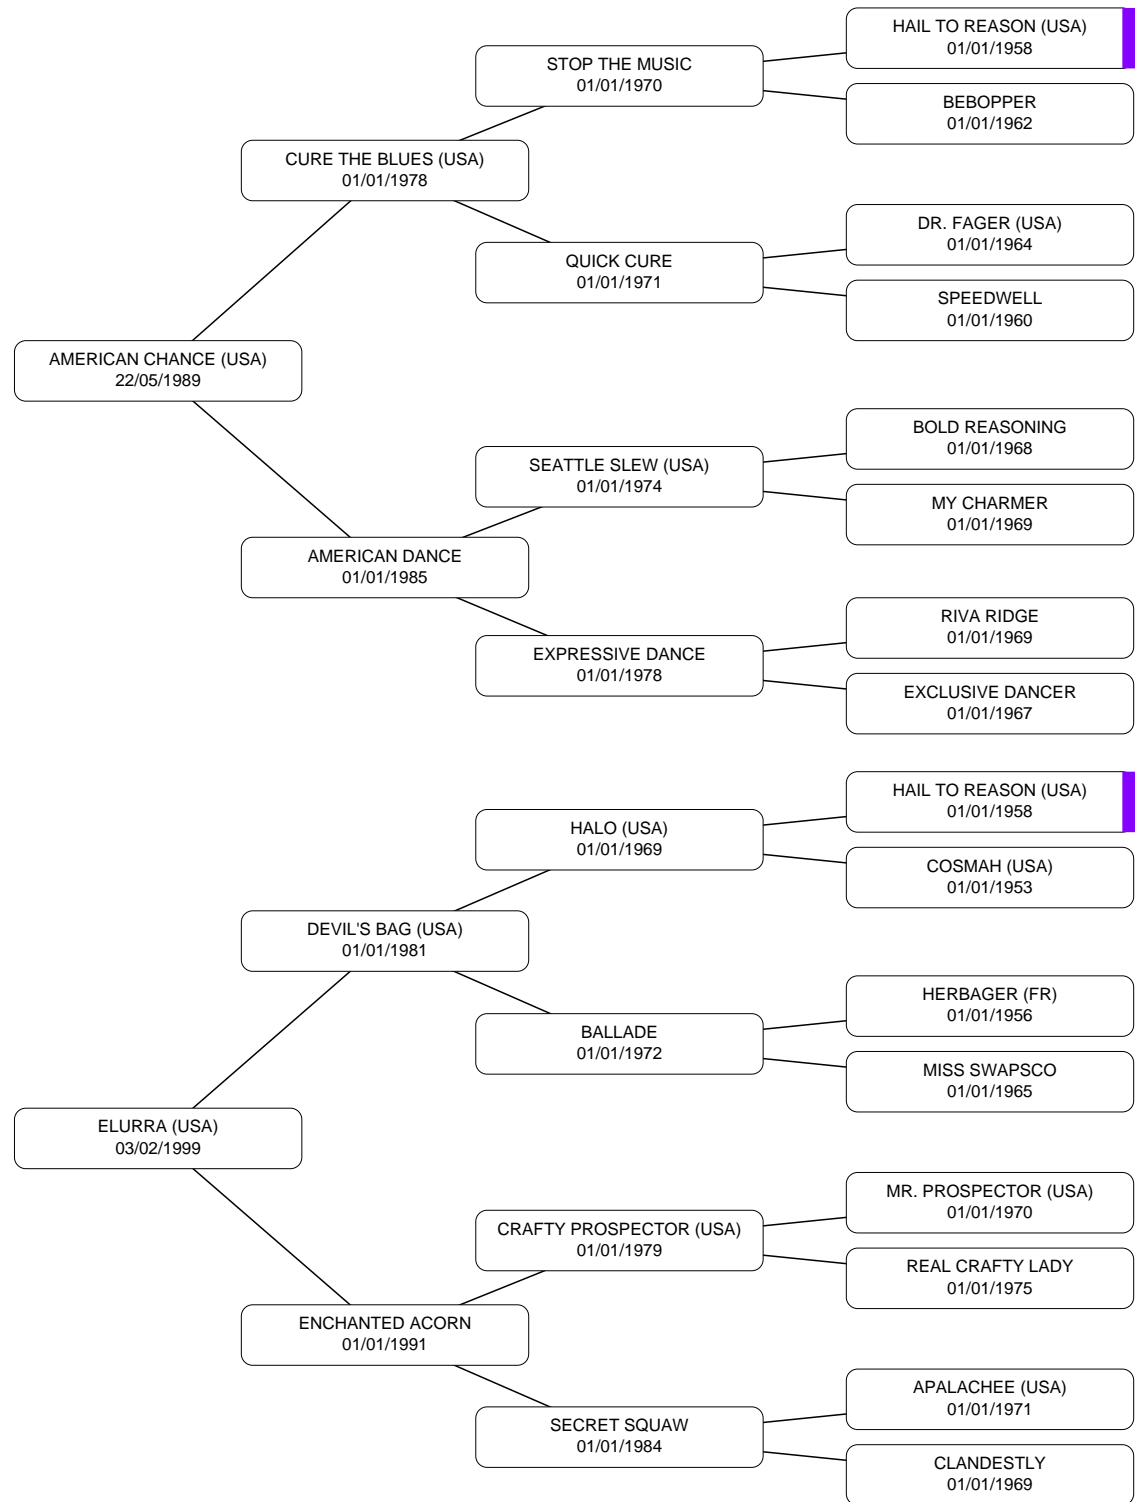 HAIL TO REASON (USA)
01/01/1958
STOP THE MUSIC
01/01/1970
BEBOPPER
01/01/1962
CURE THE BLUES (USA)
01/01/1978
DR. FAGER (USA)
01/01/1964
QUICK CURE
01/01/1971
SPEEDWELL
01/01/1960
AMERICAN CHANCE (USA)
22/05/1989
BOLD REASONING
01/01/1968
SEATTLE SLEW (USA)
01/01/1974
MY CHARMER
01/01/1969
AMERICAN DANCE
01/01/1985
RIVA RIDGE
01/01/1969
EXPRESSIVE DANCE
01/01/1978
EXCLUSIVE DANCER
01/01/1967
HAIL TO REASON (USA)
01/01/1958
HALO (USA)
01/01/1969
COSMAH (USA)
01/01/1953
DEVIL'S BAG (USA)
01/01/1981
HERBAGER (FR)
01/01/1956
BALLADE
01/01/1972
MISS SWAPSCO
01/01/1965
ELURRA (USA)
03/02/1999
MR. PROSPECTOR (USA)
01/01/1970
CRAFTY PROSPECTOR (USA)
01/01/1979
REAL CRAFTY LADY
01/01/1975
ENCHANTED ACORN
01/01/1991
APALACHEE (USA)
01/01/1971
SECRET SQUAW
01/01/1984
CLANDESTLY
01/01/1969